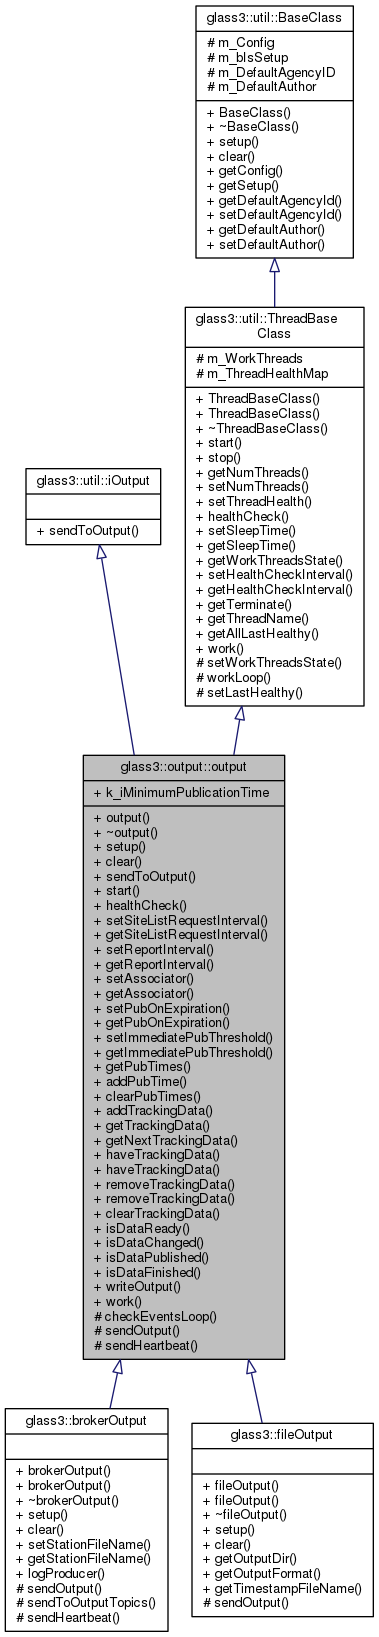 glass3::util::BaseClass
# m_Config
# m_bIsSetup
# m_DefaultAgencyID
# m_DefaultAuthor
+ BaseClass()
+ ~BaseClass()
+ setup()
+ clear()
+ getConfig()
+ getSetup()
+ getDefaultAgencyId()
+ setDefaultAgencyId()
+ getDefaultAuthor()
+ setDefaultAuthor()
glass3::util::ThreadBase
Class
# m_WorkThreads
# m_ThreadHealthMap
+ ThreadBaseClass()
+ ThreadBaseClass()
+ ~ThreadBaseClass()
+ start()
+ stop()
+ getNumThreads()
+ setNumThreads()
+ setThreadHealth()
+ healthCheck()
+ setSleepTime()
+ getSleepTime()
+ getWorkThreadsState()
+ setHealthCheckInterval()
+ getHealthCheckInterval()
+ getTerminate()
+ getThreadName()
+ getAllLastHealthy()
+ work()
# setWorkThreadsState()
# workLoop()
# setLastHealthy()
glass3::util::iOutput
+ sendToOutput()
glass3::output::output
+ k_iMinimumPublicationTime
+ output()
+ ~output()
+ setup()
+ clear()
+ sendToOutput()
+ start()
+ healthCheck()
+ setSiteListRequestInterval()
+ getSiteListRequestInterval()
+ setReportInterval()
+ getReportInterval()
+ setAssociator()
+ getAssociator()
+ setPubOnExpiration()
+ getPubOnExpiration()
+ setImmediatePubThreshold()
+ getImmediatePubThreshold()
+ getPubTimes()
+ addPubTime()
+ clearPubTimes()
+ addTrackingData()
+ getTrackingData()
+ getNextTrackingData()
+ haveTrackingData()
+ haveTrackingData()
+ removeTrackingData()
+ removeTrackingData()
+ clearTrackingData()
+ isDataReady()
+ isDataChanged()
+ isDataPublished()
+ isDataFinished()
+ writeOutput()
+ work()
# checkEventsLoop()
# sendOutput()
# sendHeartbeat()
glass3::brokerOutput
+ brokerOutput()
+ brokerOutput()
+ ~brokerOutput()
+ setup()
+ clear()
+ setStationFileName()
+ getStationFileName()
+ logProducer()
# sendOutput()
# sendToOutputTopics()
# sendHeartbeat()
glass3::fileOutput
+ fileOutput()
+ fileOutput()
+ ~fileOutput()
+ setup()
+ clear()
+ getOutputDir()
+ getOutputFormat()
+ getTimestampFileName()
# sendOutput()